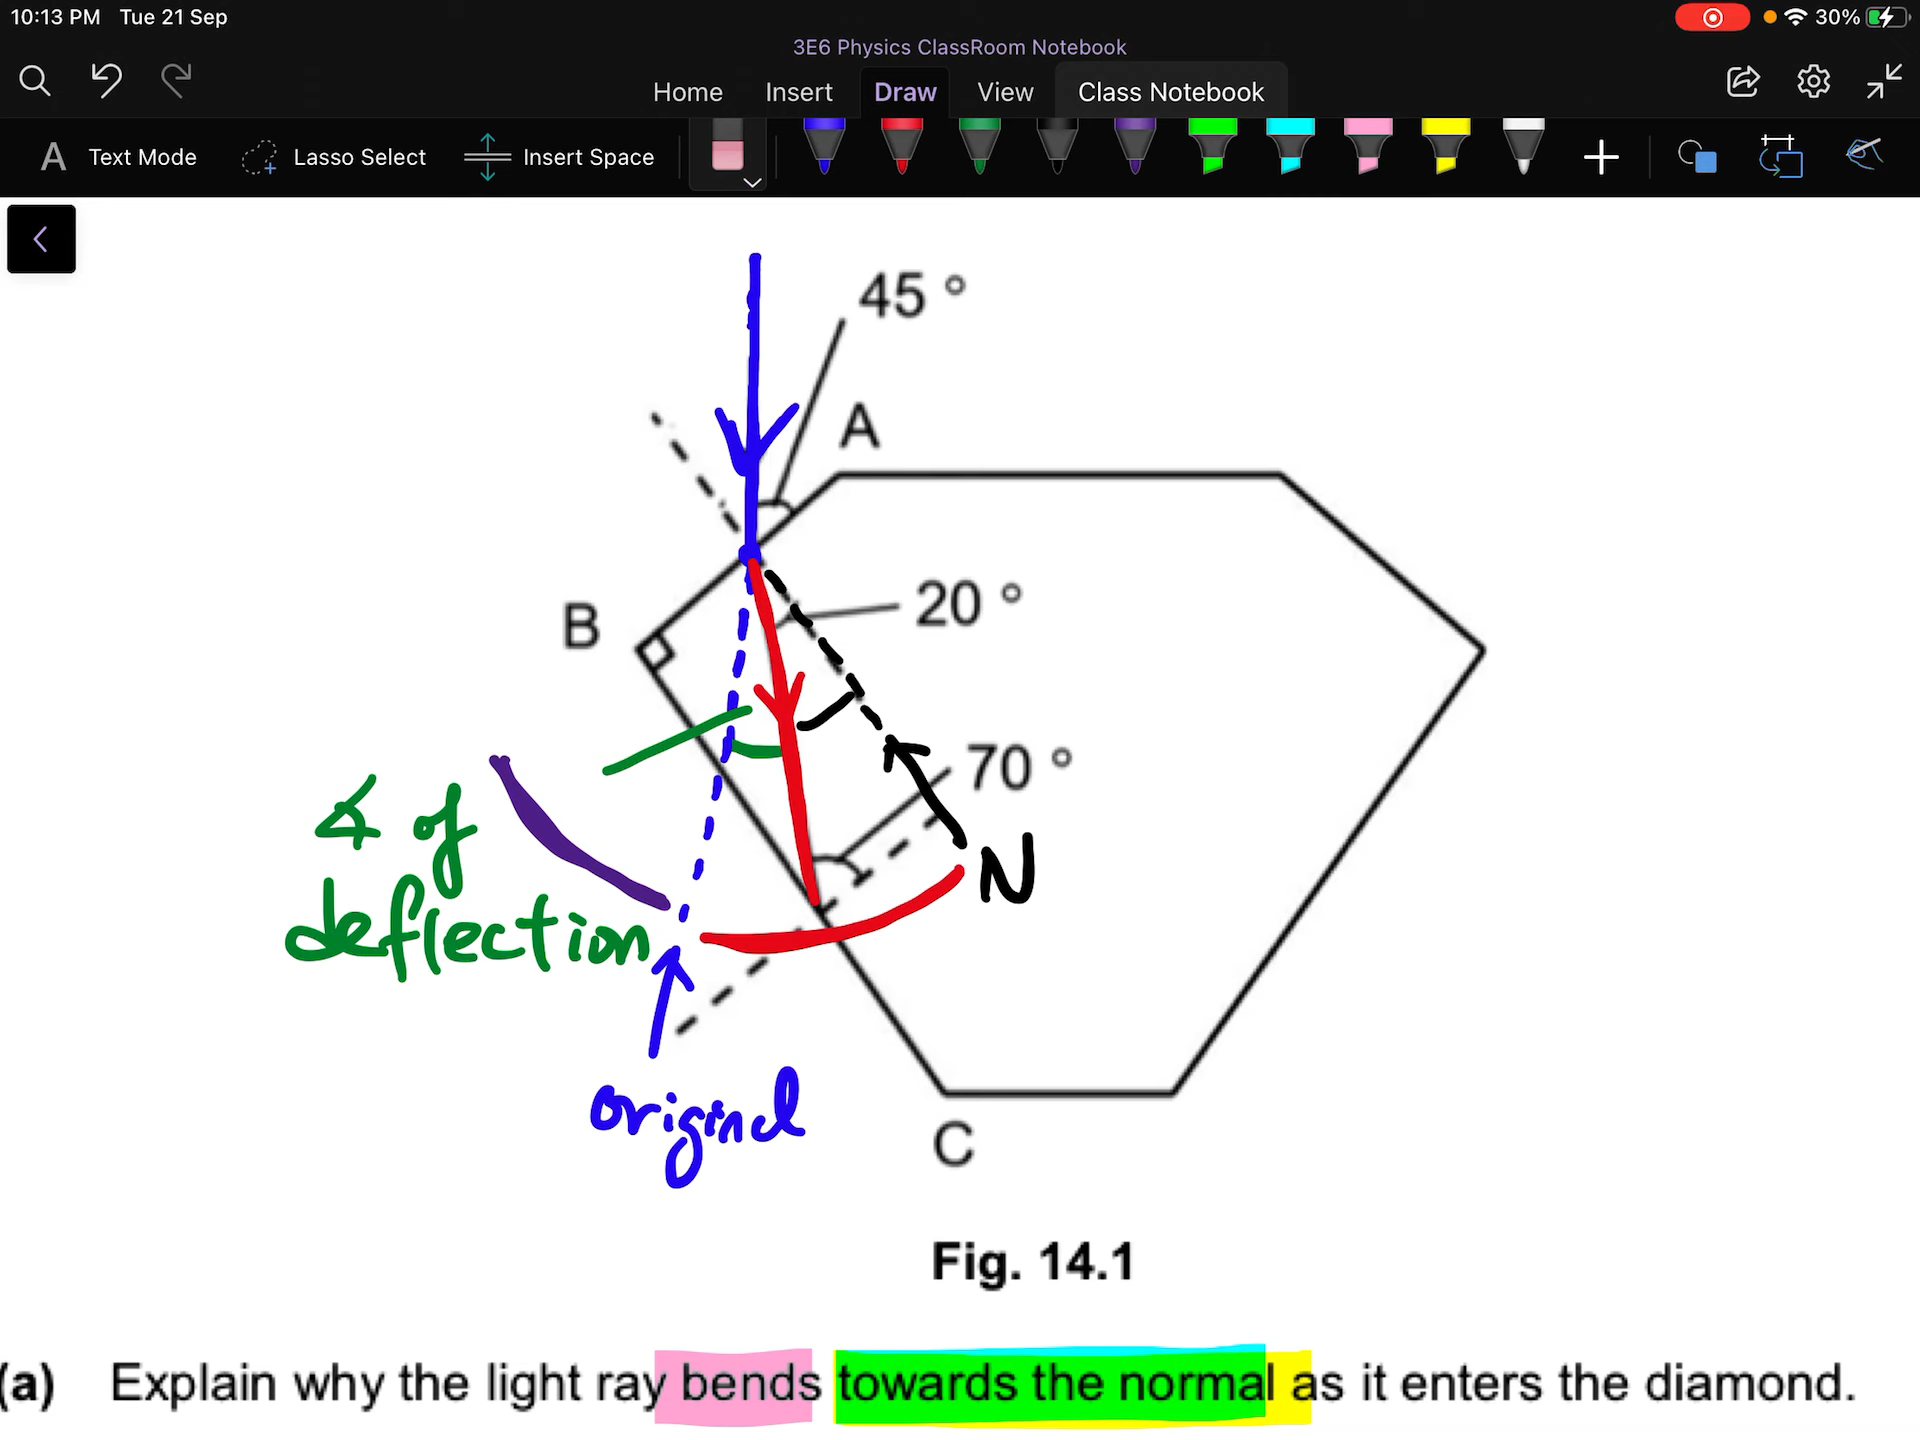 10:13 PM Tue 21 Sep
30%
3E6 Physics ClassRoom Notebook
Home Insert Draw View Class Notebook
A Text Mode Lasso Select Insert Space
45 °
A
B
20 °
70 °
N
∡ of
deflection
original
C
Fig. 14.1
(a) Explain why the light ray bends towards the normal as it enters the diamond.